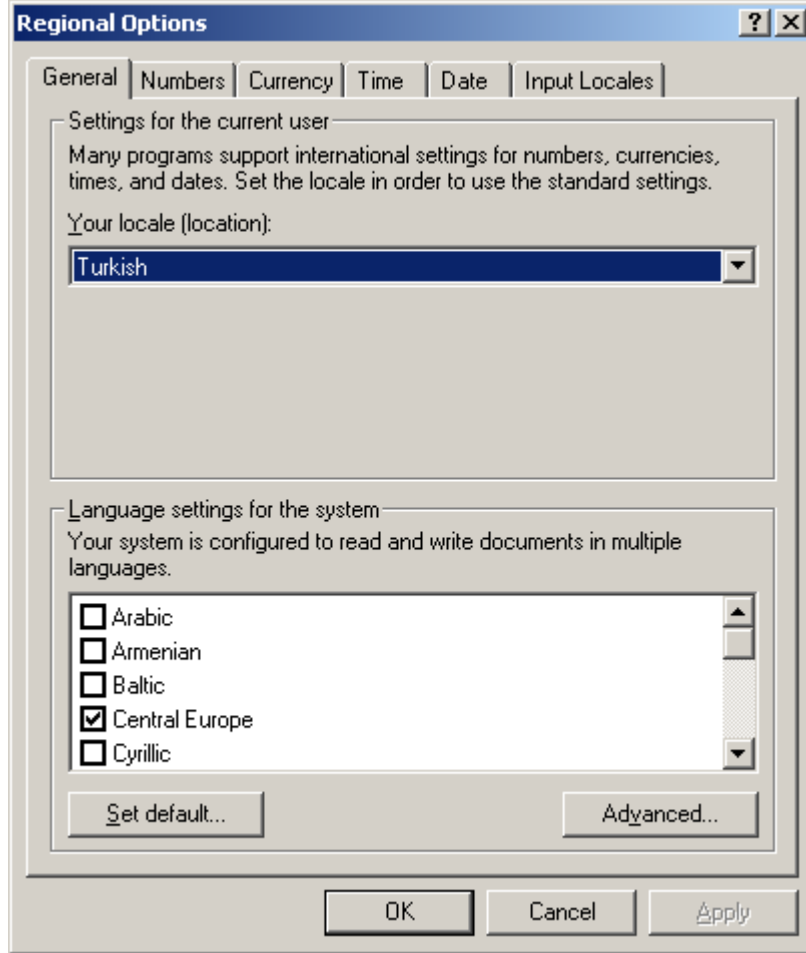 Regional Options
General Numbers Currency Time Date Input Locales
Settings for the current user
Many programs support international settings for numbers, currencies,
times, and dates. Set the locale in order to use the standard settings.
Your locale (location):
Turkish
Language settings for the system
Your system is configured to read and write documents in multiple
languages.
Arabic
Armenian
Baltic
Central Europe
Cyrillic
Set default... Advanced...
OK Cancel Apply